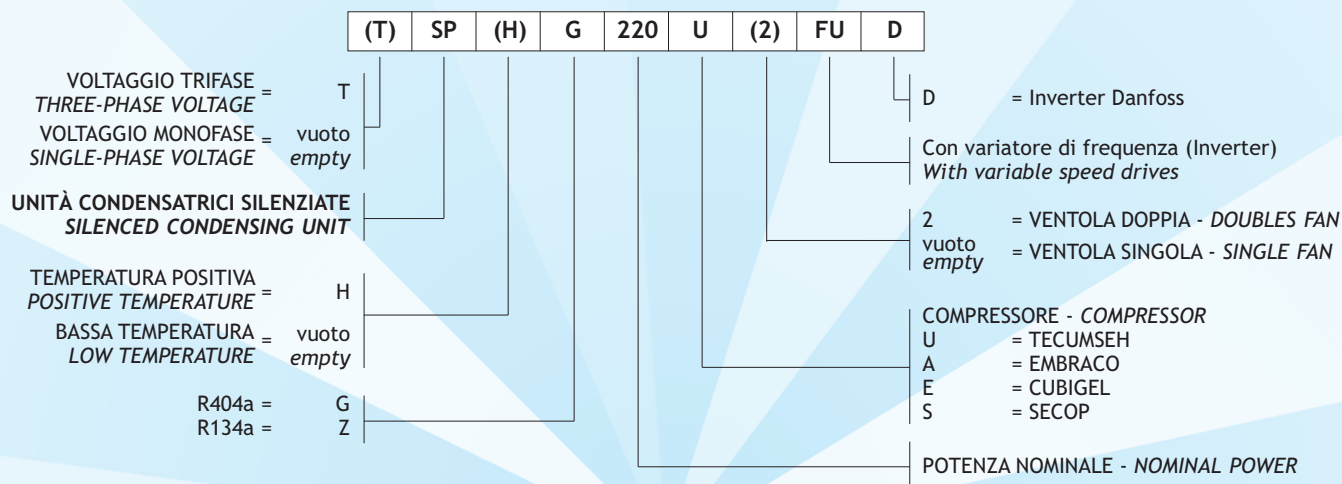 (T) SP (H) G 220 U (2) FU D
VOLTAGGIO TRIFASE
THREE-PHASE VOLTAGE = T
VOLTAGGIO MONOFASE = vuoto
SINGLE-PHASE VOLTAGE empty
UNITÀ CONDENSATRICI SILENZIATE
SILENCED CONDENSING UNIT
TEMPERATURA POSITIVA
POSITIVE TEMPERATURE = H
BASSA TEMPERATURA = vuoto
LOW TEMPERATURE empty
R404a = G
R134a = Z
D = Inverter Danfoss
Con variatore di frequenza (Inverter)
With variable speed drives
2 = VENTOLA DOPPIA - DOUBLES FAN
vuoto
empty = VENTOLA SINGOLA - SINGLE FAN
COMPRESSORE - COMPRESSOR
U = TECUMSEH
A = EMBRACO
E = CUBIGEL
S = SECOP
POTENZA NOMINALE - NOMINAL POWER